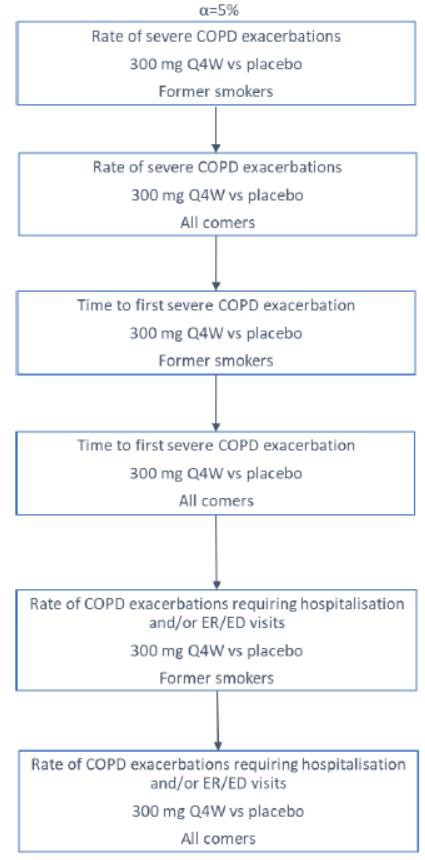 α=5%
Rate of severe COPD exacerbations
300 mg Q4W vs placebo
Former smokers
Rate of severe COPD exacerbations
300 mg Q4W vs placebo
All comers
Time to first severe COPD exacerbation
300 mg Q4W vs placebo
Former smokers
Time to first severe COPD exacerbation
300 mg Q4W vs placebo
All comers
Rate of COPD exacerbations requiring hospitalisation
and/or ER/ED visits
300 mg Q4W vs placebo
Former smokers
Rate of COPD exacerbations requiring hospitalisation
and/or ER/ED visits
300 mg Q4W vs placebo
All comers